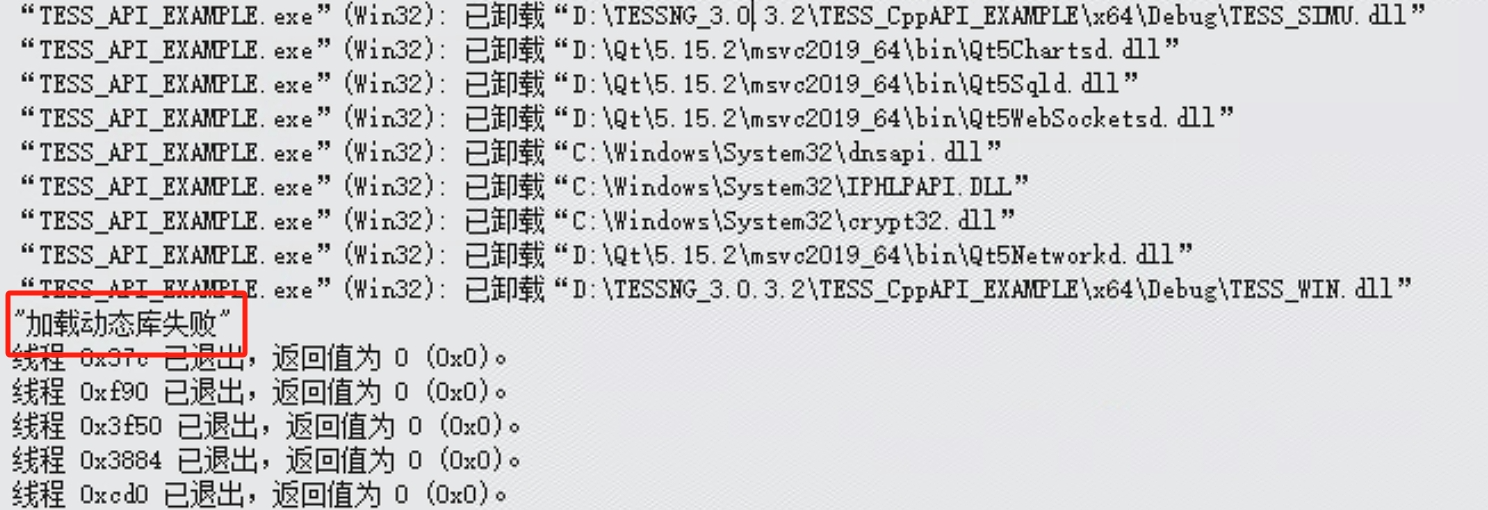 “TESS_API_EXAMPLE.exe”(Win32): 已卸载“D:\TESSNG_3.0.3.2\TESS_CppAPI_EXAMPLE\x64\Debug\TESS_SIMU.dll”
“TESS_API_EXAMPLE.exe”(Win32): 已卸载“D:\Qt\5.15.2\msvc2019_64\bin\Qt5Chartsd.dll”
“TESS_API_EXAMPLE.exe”(Win32): 已卸载“D:\Qt\5.15.2\msvc2019_64\bin\Qt5Sqld.dll”
“TESS_API_EXAMPLE.exe”(Win32): 已卸载“D:\Qt\5.15.2\msvc2019_64\bin\Qt5WebSocketsd.dll”
“TESS_API_EXAMPLE.exe”(Win32): 已卸载“C:\Windows\System32\dnsapi.dll”
“TESS_API_EXAMPLE.exe”(Win32): 已卸载“C:\Windows\System32\IPHLPAPI.DLL”
“TESS_API_EXAMPLE.exe”(Win32): 已卸载“C:\Windows\System32\crypt32.dll”
“TESS_API_EXAMPLE.exe”(Win32): 已卸载“D:\Qt\5.15.2\msvc2019_64\bin\Qt5Networkd.dll”
“TESS_API_EXAMPLE.exe”(Win32): 已卸载“D:\TESSNG_3.0.3.2\TESS_CppAPI_EXAMPLE\x64\Debug\TESS_WIN.dll”
"加载动态库失败"
线程 0x37c 已退出，返回值为 0 (0x0)。
线程 0xf90 已退出，返回值为 0 (0x0)。
线程 0x3f50 已退出，返回值为 0 (0x0)。
线程 0x3884 已退出，返回值为 0 (0x0)。
线程 0xcd0 已退出，返回值为 0 (0x0)。